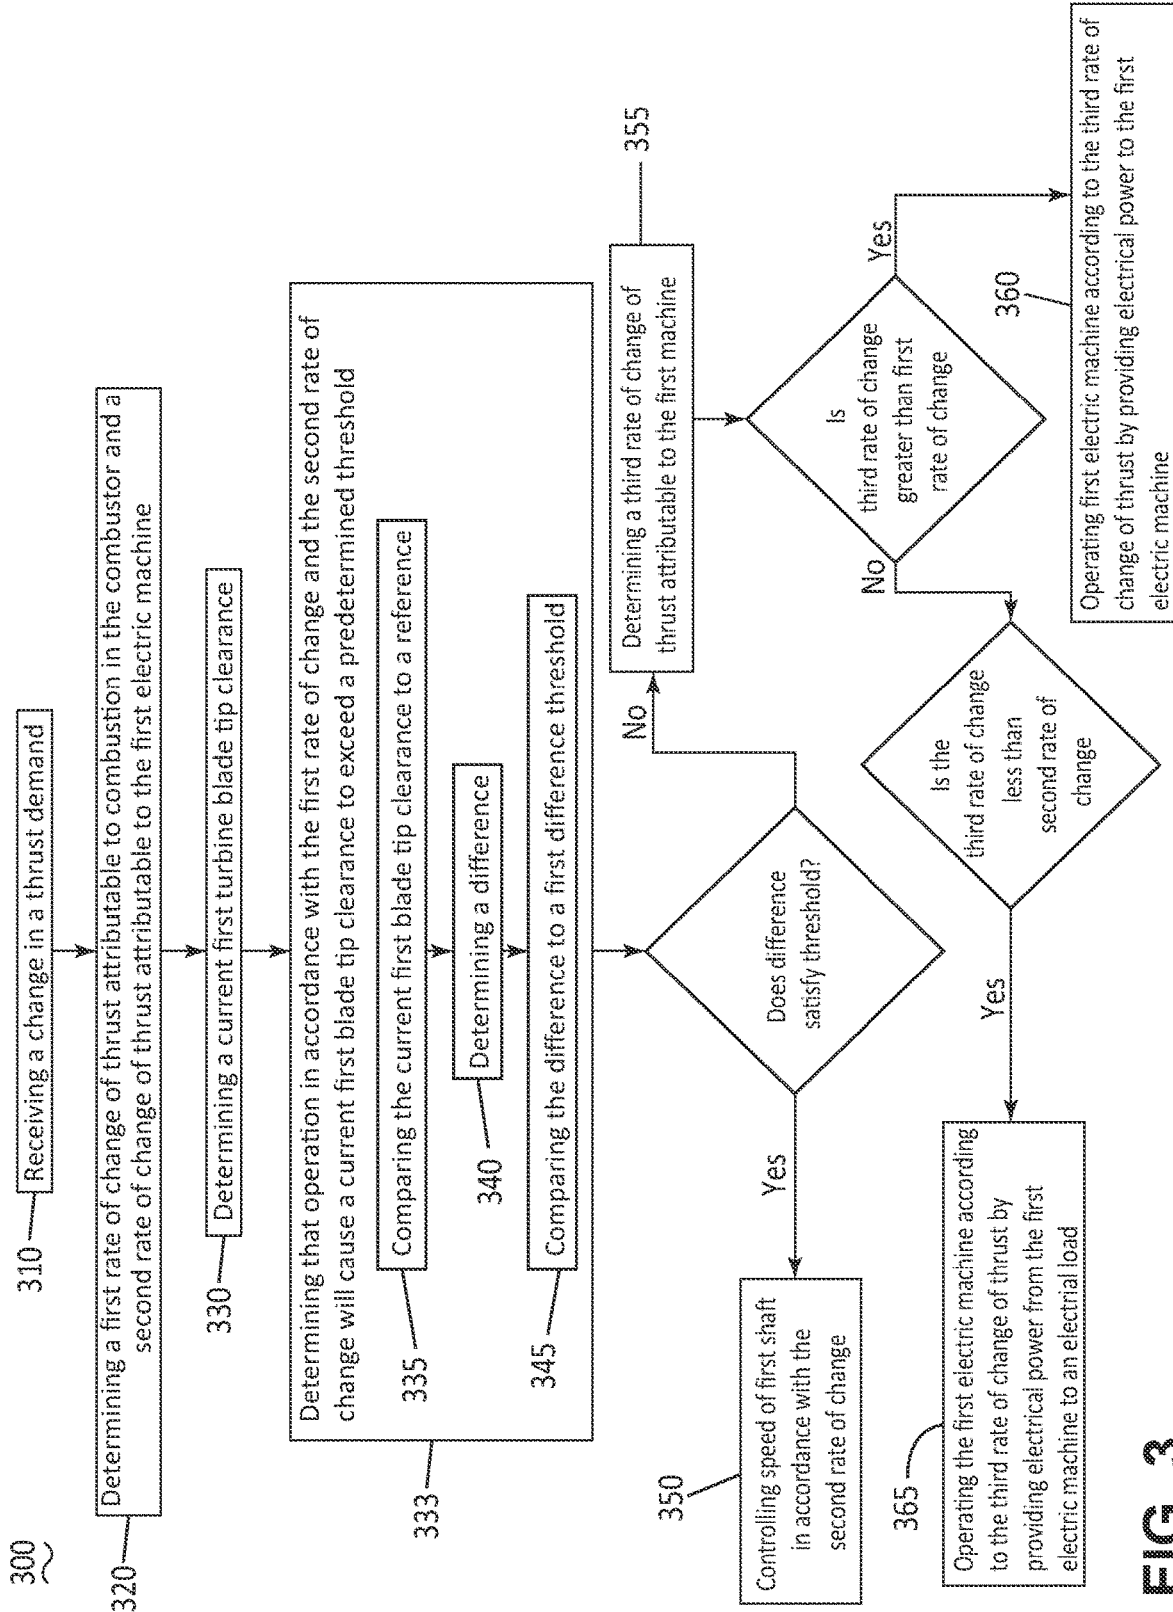 300
310
Receiving a change in a thrust demand
320
Determining a first rate of change of thrust attributable to combustion in the combustor and a
second rate of change of thrust attributable to the first electric machine
330
Determining a current first turbine blade tip clearance
333
Determining that operation in accordance with the first rate of change and the second rate of
change will cause a current first blade tip clearance to exceed a predetermined threshold
335
Comparing the current first blade tip clearance to a reference
340
Determining a difference
345
Comparing the difference to a first difference threshold
Does difference
satisfy threshold?
Yes
No
350
Controlling speed of first shaft
in accordance with the
second rate of change
355
Determining a third rate of change of
thrust attributable to the first machine
Is
third rate of change
greater than first
rate of change
No
Yes
360
Operating first electric machine according to the third rate of
change of thrust by providing electrical power to the first
electric machine
Is the
third rate of change
less than
second rate of
change
Yes
365
Operating the first electric machine according
to the third rate of change of thrust by
providing electrical power from the first
electric machine to an electrial load
FIG. 3